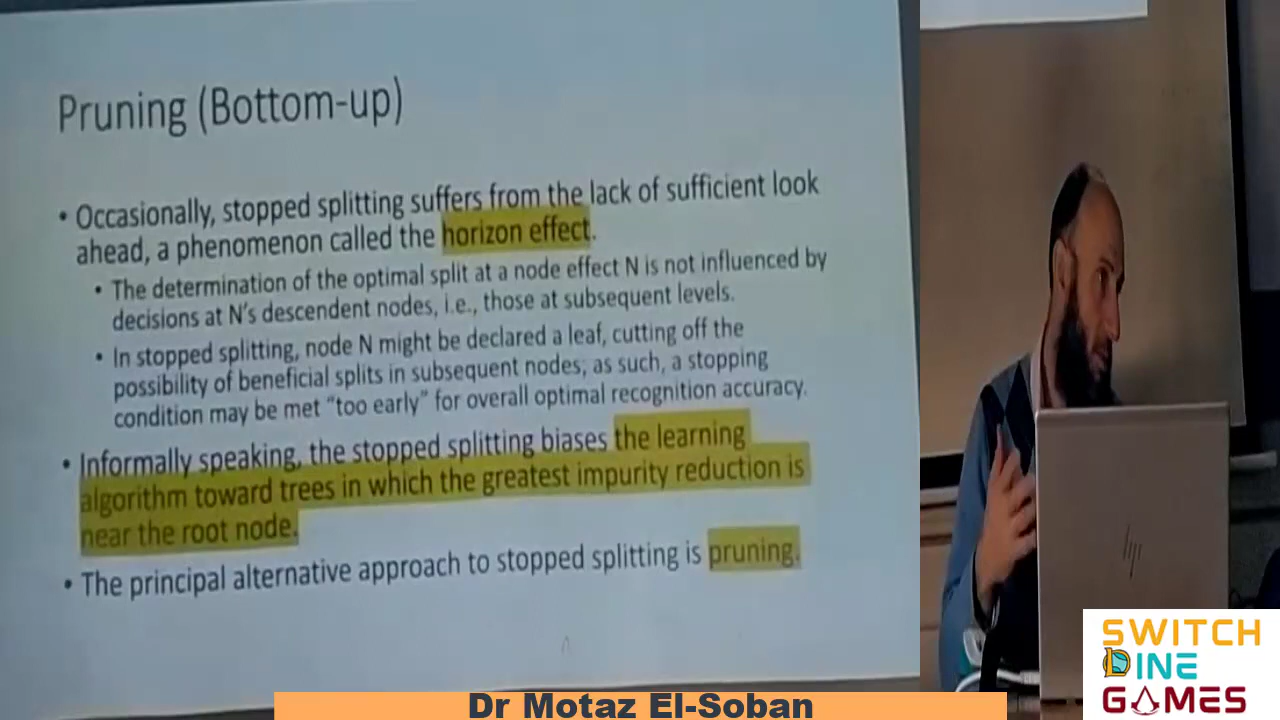 Pruning (Bottom-up)
• Occasionally, stopped splitting suffers from the lack of sufficient look
ahead, a phenomenon called the horizon effect.
• The determination of the optimal split at a node effect N is not influenced by
decisions at N's descendent nodes, i.e., those at subsequent levels.
• In stopped splitting, node N might be declared a leaf, cutting off the
possibility of beneficial splits in subsequent nodes; as such, a stopping
condition may be met "too early" for overall optimal recognition accuracy.
• Informally speaking, the stopped splitting biases the learning
algorithm toward trees in which the greatest impurity reduction is
near the root node.
• The principal alternative approach to stopped splitting is pruning.
hp
SWITCH
DINE
GAMES
Dr Motaz El-Soban